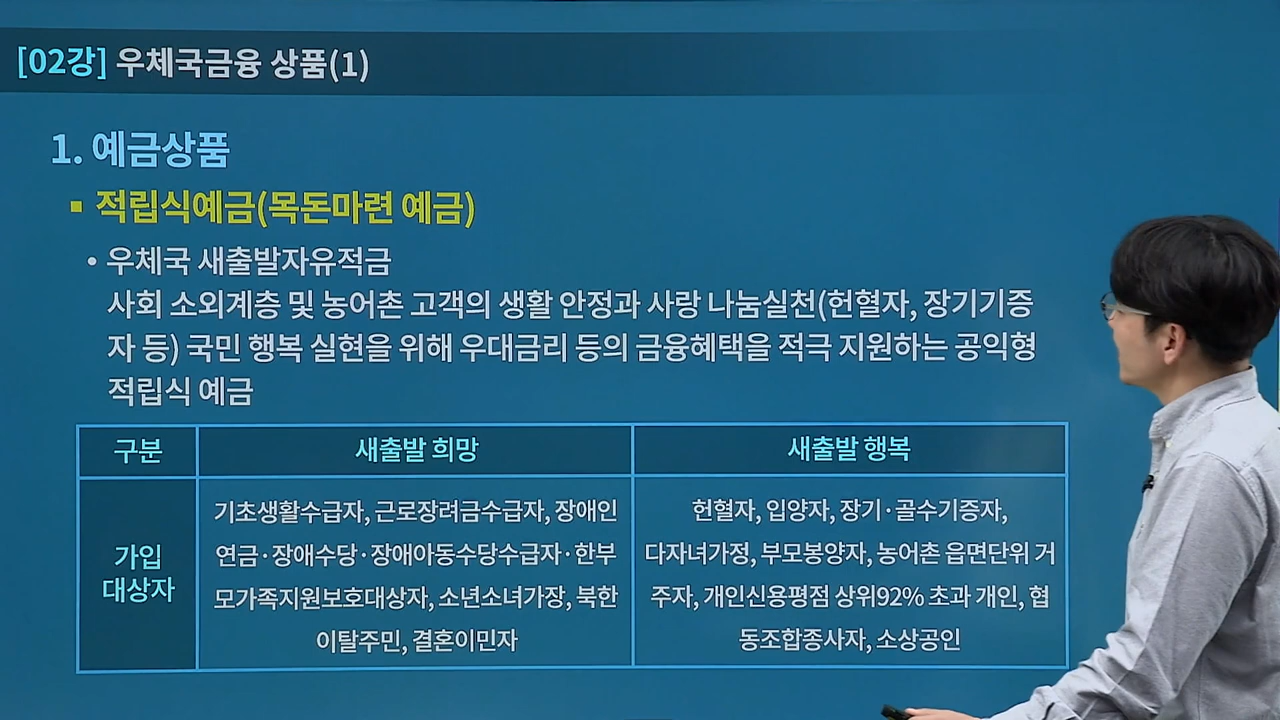 [02강] 우체국금융 상품(1)
1. 예금상품
▪ 적립식예금(목돈마련 예금)
• 우체국 새출발자유적금
사회 소외계층 및 농어촌 고객의 생활 안정과 사랑 나눔실천(헌혈자, 장기기증
자 등) 국민 행복 실현을 위해 우대금리 등의 금융혜택을 적극 지원하는 공익형
적립식 예금
구분 새출발 희망 새출발 행복
가입
대상자
기초생활수급자, 근로장려금수급자, 장애인
연금·장애수당·장애아동수당수급자·한부
모가족지원보호대상자, 소년소녀가장, 북한
이탈주민, 결혼이민자
헌혈자, 입양자, 장기·골수기증자,
다자녀가정, 부모봉양자, 농어촌 읍면단위 거
주자, 개인신용평점 상위92% 초과 개인, 협
동조합종사자, 소상공인